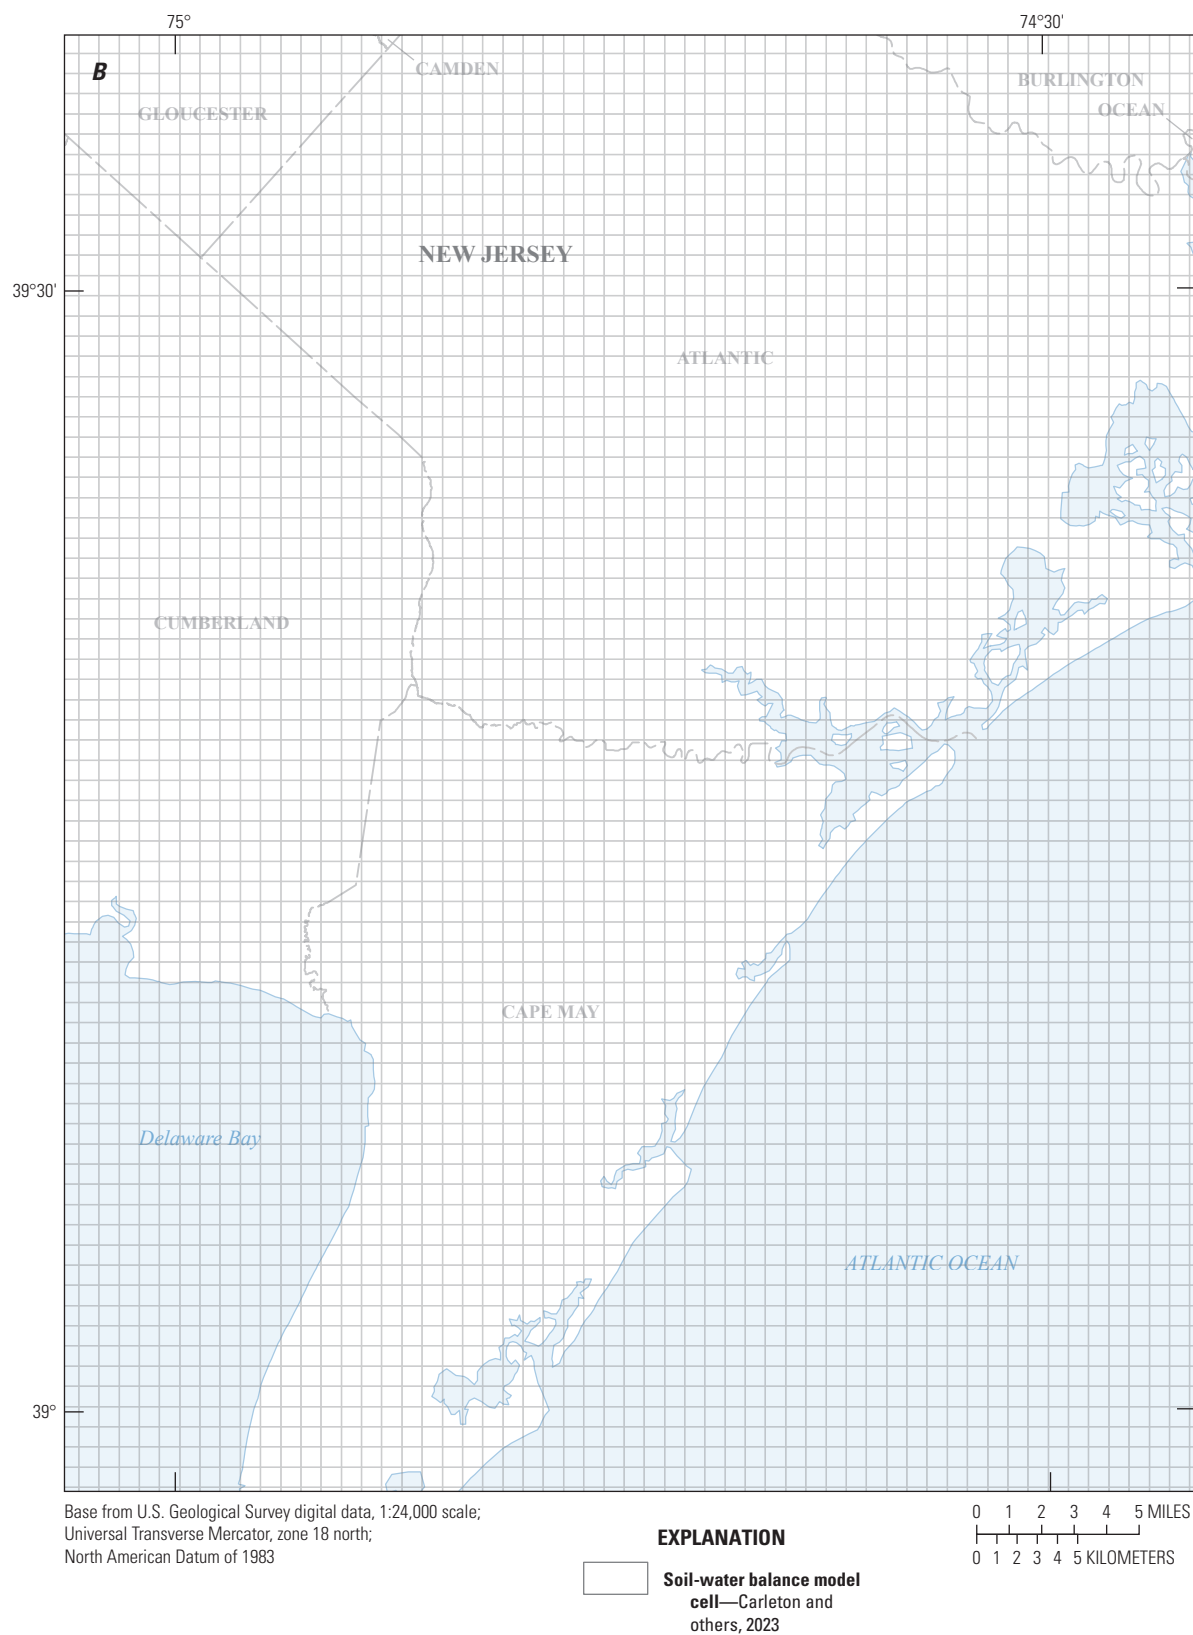 75°
74°30'
B
CAMDEN
BURLINGTON
GLOUCESTER
OCEAN
NEW JERSEY
39°30'
ATLANTIC
CUMBERLAND
CAPE MAY
Delaware Bay
ATLANTIC OCEAN
39°
Base from U.S. Geological Survey digital data, 1:24,000 scale;
Universal Transverse Mercator, zone 18 north;
North American Datum of 1983
EXPLANATION
Soil-water balance model
cell—Carleton and
others, 2023
0 1 2 3 4 5 MILES
0 1 2 3 4 5 KILOMETERS